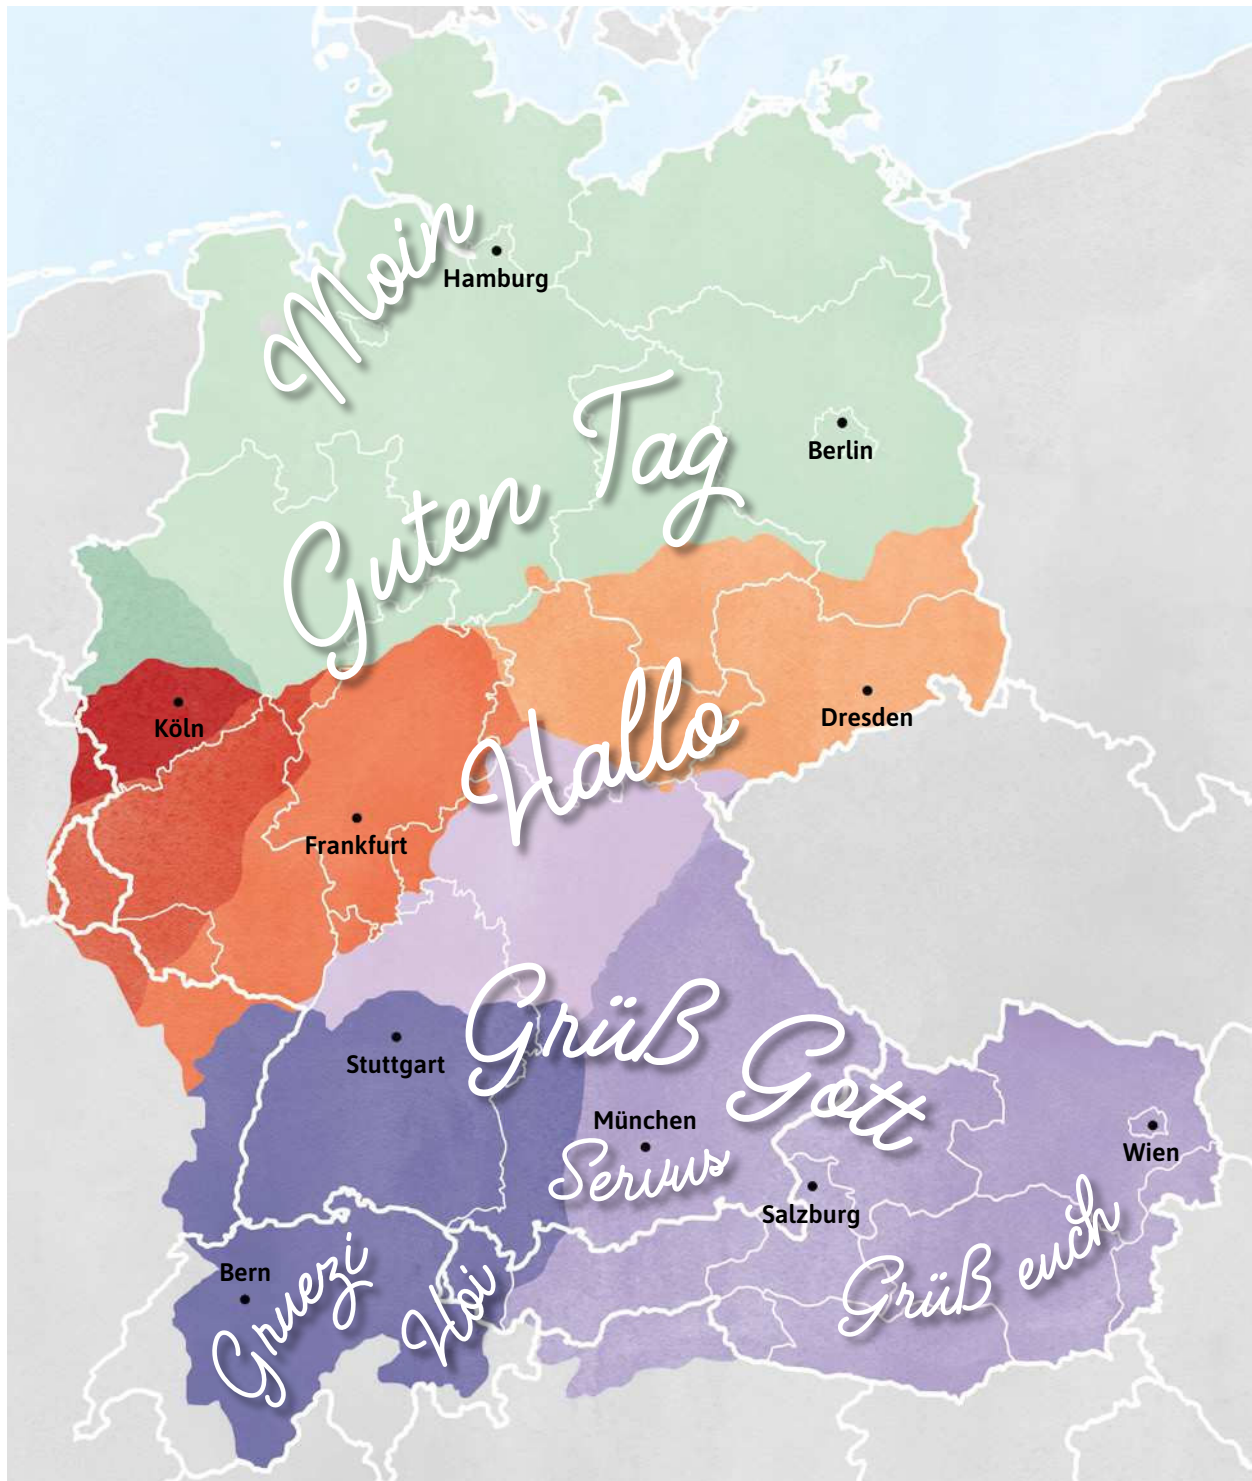 Moin
Hamburg
Guten Tag
Berlin
Hallo
Köln
Dresden
Frankfurt
Grüß Gott
Stuttgart
München
Servus
Wien
Salzburg
Grüß euch
Bern
Gruezi
Hoi